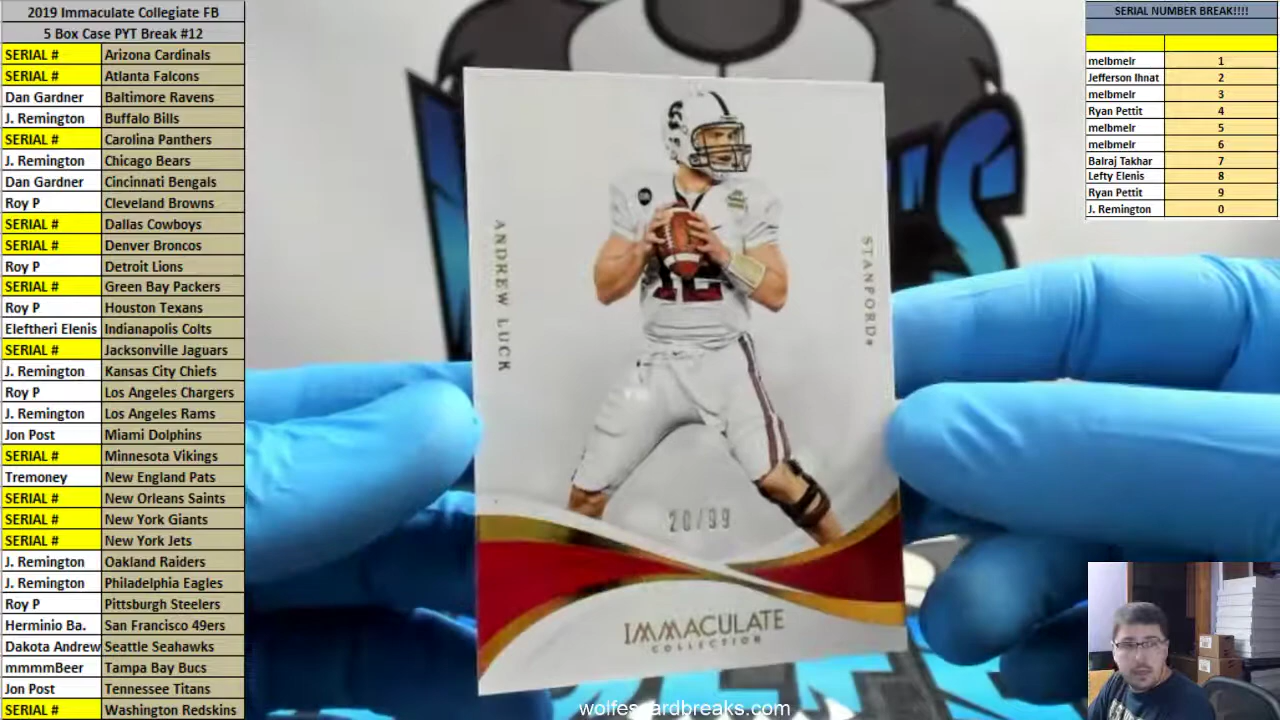 2019 Immaculate Collegiate FB
5 Box Case PYT Break #12
SERIAL # Arizona Cardinals
SERIAL # Atlanta Falcons
Dan Gardner Baltimore Ravens
J. Remington Buffalo Bills
SERIAL # Carolina Panthers
J. Remington Chicago Bears
Dan Gardner Cincinnati Bengals
Roy P Cleveland Browns
SERIAL # Dallas Cowboys
SERIAL # Denver Broncos
Roy P Detroit Lions
SERIAL # Green Bay Packers
Roy P Houston Texans
Eleftheri Elenis Indianapolis Colts
SERIAL # Jacksonville Jaguars
J. Remington Kansas City Chiefs
Roy P Los Angeles Chargers
J. Remington Los Angeles Rams
Jon Post Miami Dolphins
SERIAL # Minnesota Vikings
Tremoney New England Pats
SERIAL # New Orleans Saints
SERIAL # New York Giants
SERIAL # New York Jets
J. Remington Oakland Raiders
J. Remington Philadelphia Eagles
Roy P Pittsburgh Steelers
Herminio Ba. San Francisco 49ers
Dakota Andrew Seattle Seahawks
mmmmBeer Tampa Bay Bucs
Jon Post Tennessee Titans
SERIAL # Washington Redskins
ANDREW LUCK
STANFORD®
12
20/99
IMMACULATE
COLLECTION
wolfescardbreaks.com
SERIAL NUMBER BREAK!!!!
melbmelr 1
Jefferson Ihnat 2
melbmelr 3
Ryan Pettit 4
melbmelr 5
melbmelr 6
Balraj Takhar 7
Lefty Elenis 8
Ryan Pettit 9
J. Remington 0